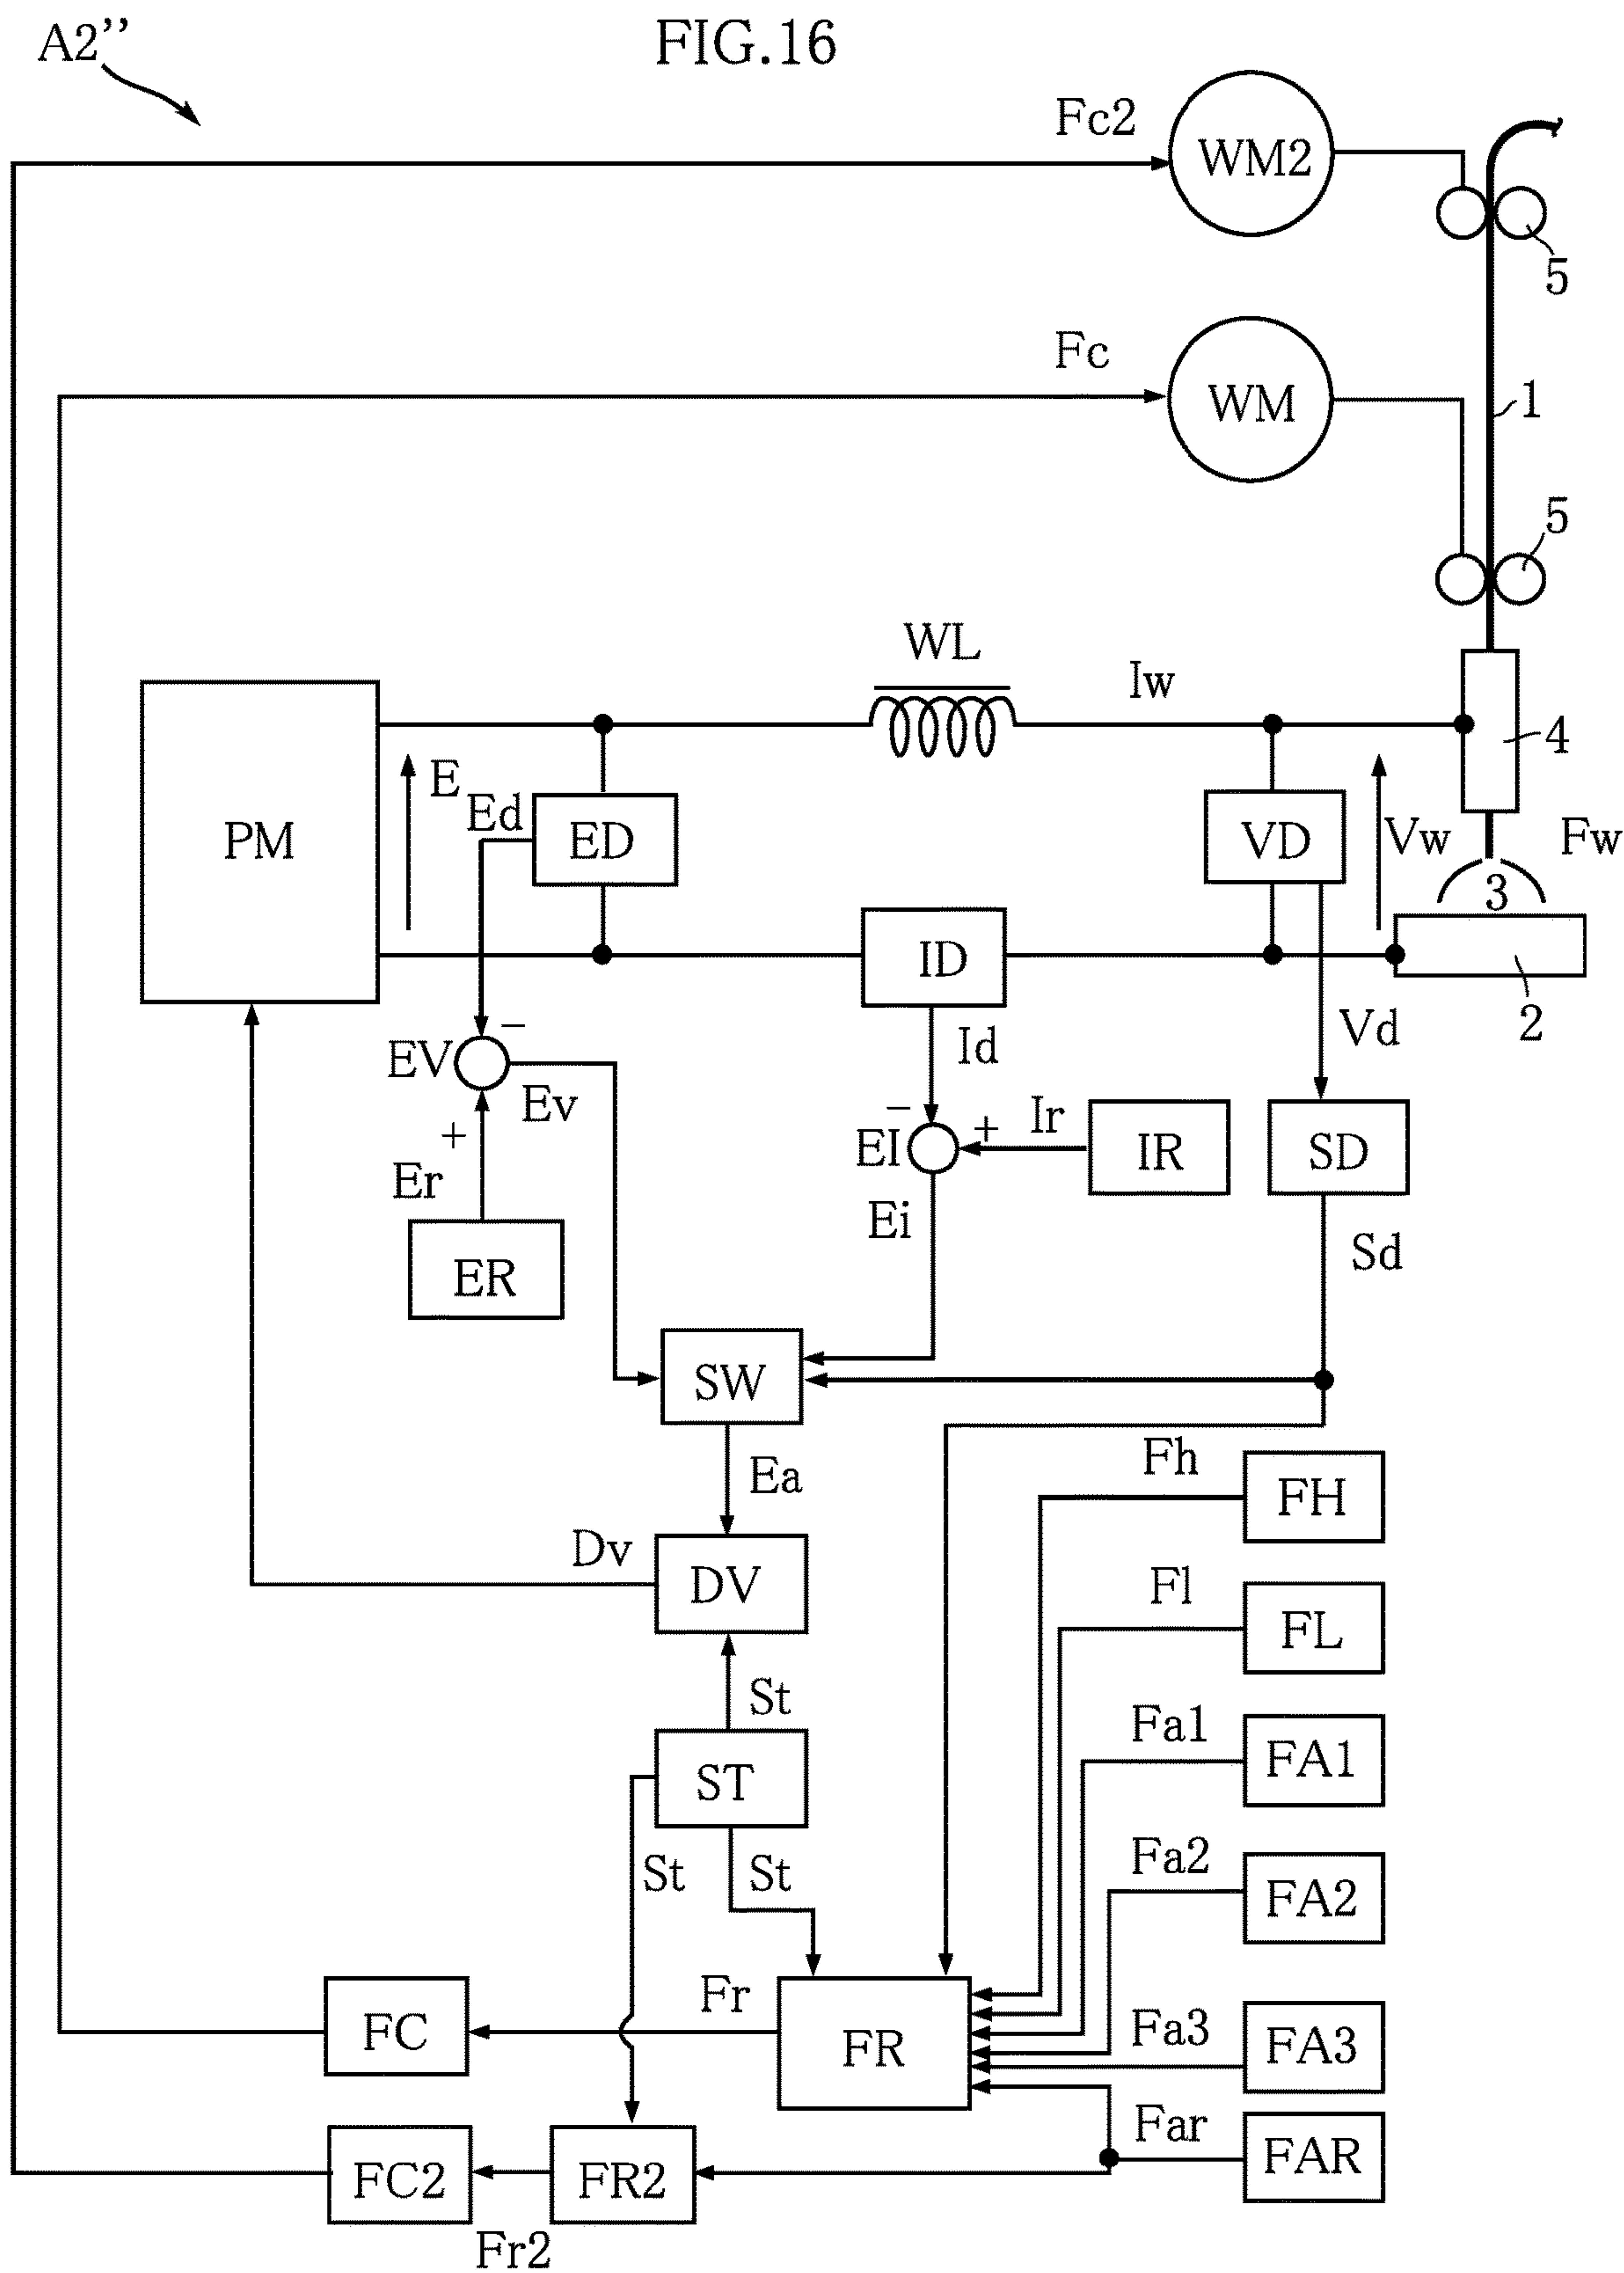 A2’’
FIG.16
Fc2
WM2
5
Fc
WM
1
5
WL
Iw
4
PM
E
Ed
ED
VD
Vw
Fw
3
ID
2
EV
−
Ev
+
Er
ER
Id
−
EI
+
Ir
IR
Vd
SD
Ei
Sd
SW
Ea
Fh
FH
Dv
DV
Fl
FL
St
Fa1
FA1
ST
St
St
Fa2
FA2
FC
Fr
FR
Fa3
FA3
Far
FAR
FC2
Fr2
FR2